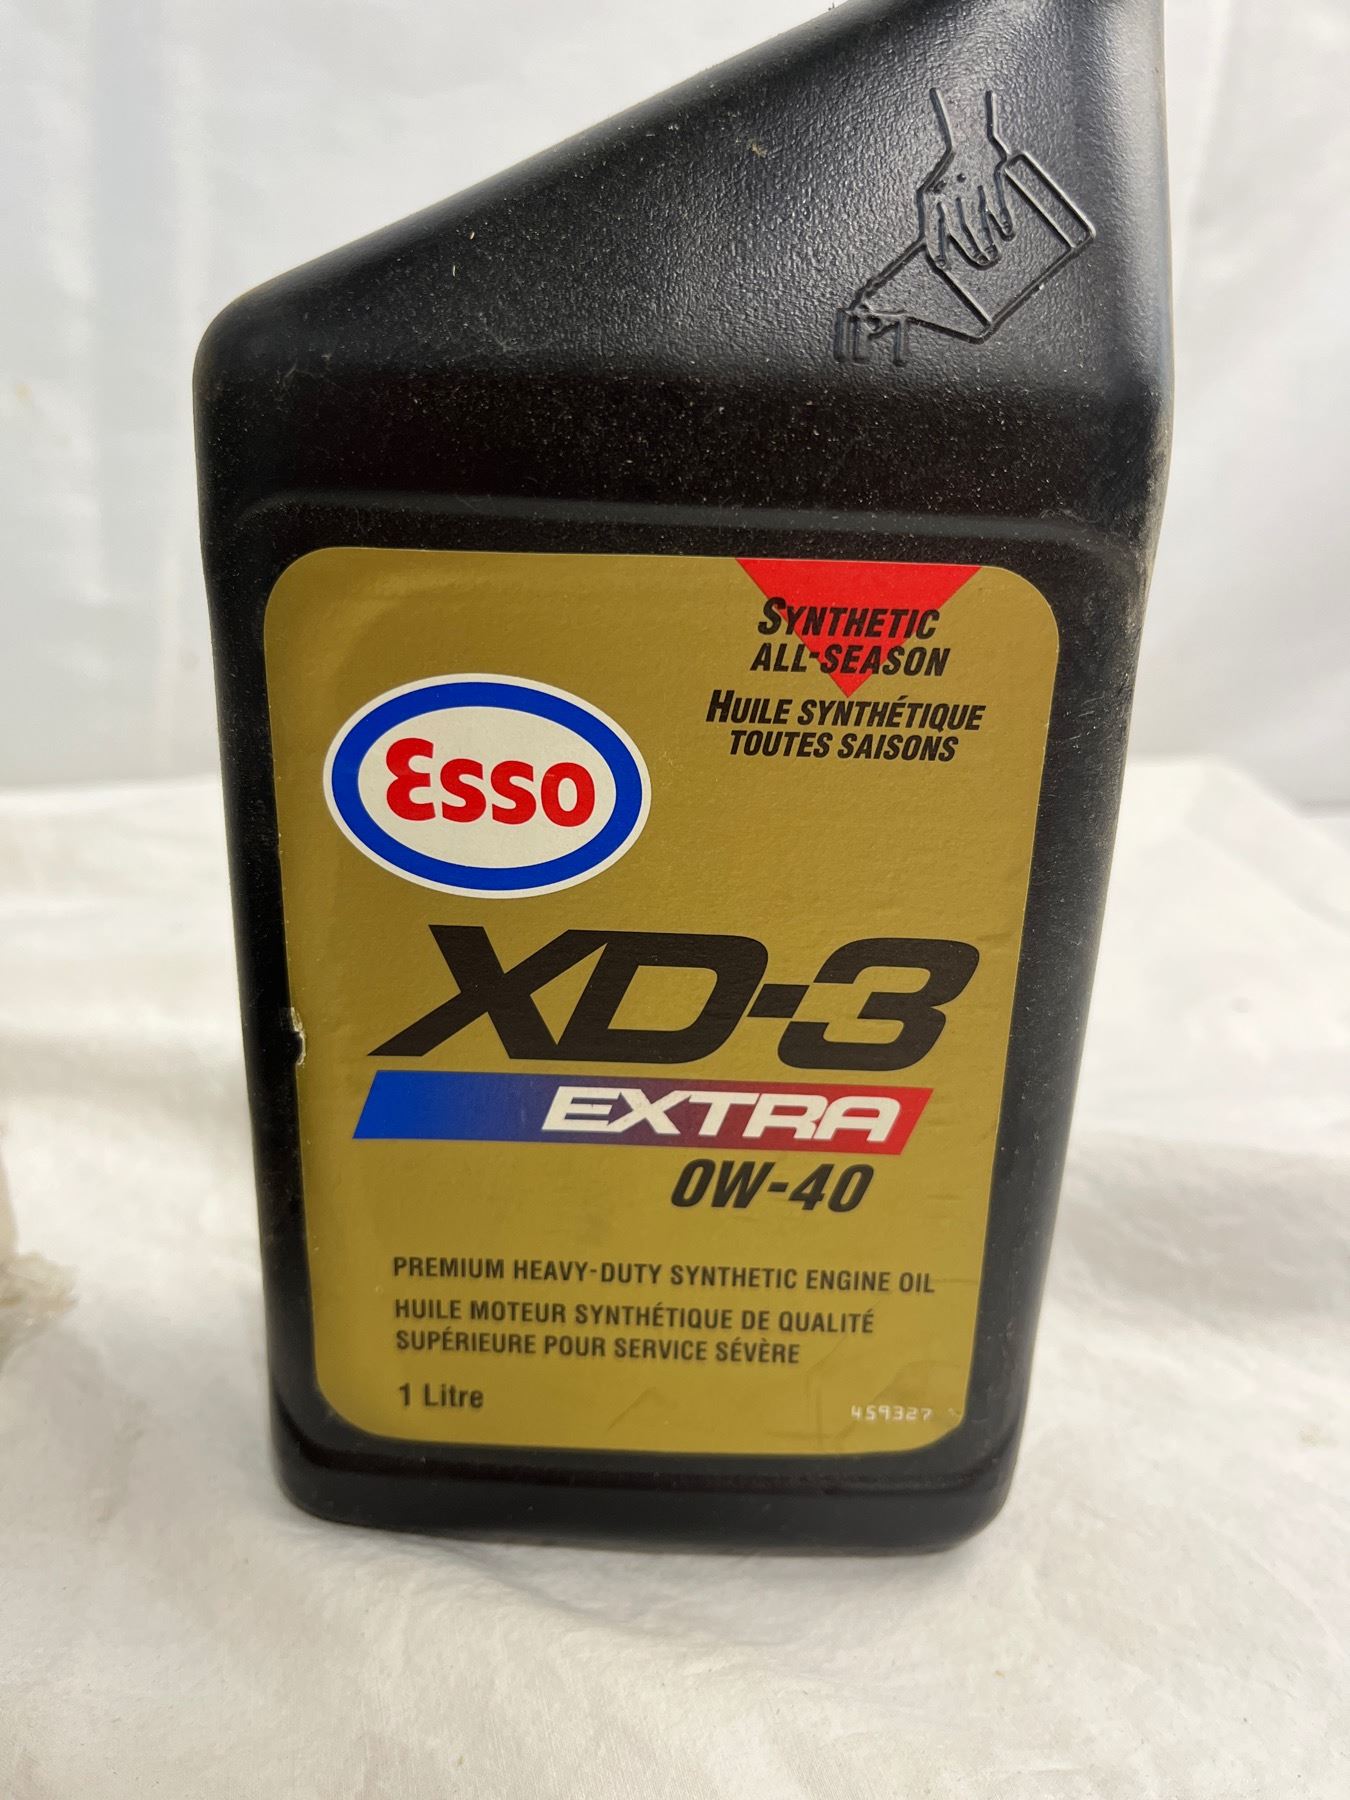 SYNTHETIC
ALL-SEASON
HUILE SYNTHÉTIQUE
TOUTES SAISONS
Esso
XD-3
EXTRA
0W-40
PREMIUM HEAVY-DUTY SYNTHETIC ENGINE OIL
HUILE MOTEUR SYNTHÉTIQUE DE QUALITÉ
SUPÉRIEURE POUR SERVICE SÉVÈRE
1 Litre
459327